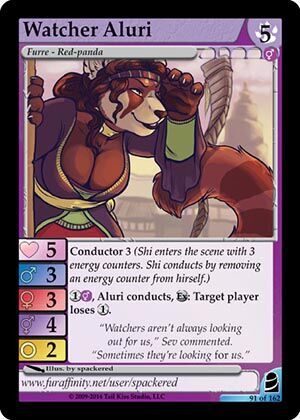 Watcher Aluri
5
Furre - Red-panda
5
3
3
4
2
Conductor 3 (Shi enters the scene with 3
energy counters. Shi conducts by removing
an energy counter from hirself.)
1, Aluri conducts, : Target player
loses 1.
"Watchers aren't always looking
out for us," Sev commented.
"Sometimes they're looking for us."
Illus. by spackered
www.furaffinity.net/user/spackered
© 2009-2014 Tail Kiss Studio, LLC
91 of 162